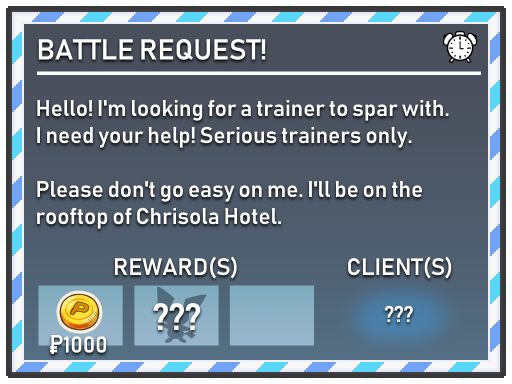 BATTLE REQUEST!
Hello! I'm looking for a trainer to spar with.
I need your help! Serious trainers only.
Please don't go easy on me. I'll be on the
rooftop of Chrisola Hotel.
REWARD(S) CLIENT(S)
??? ???
₽1000